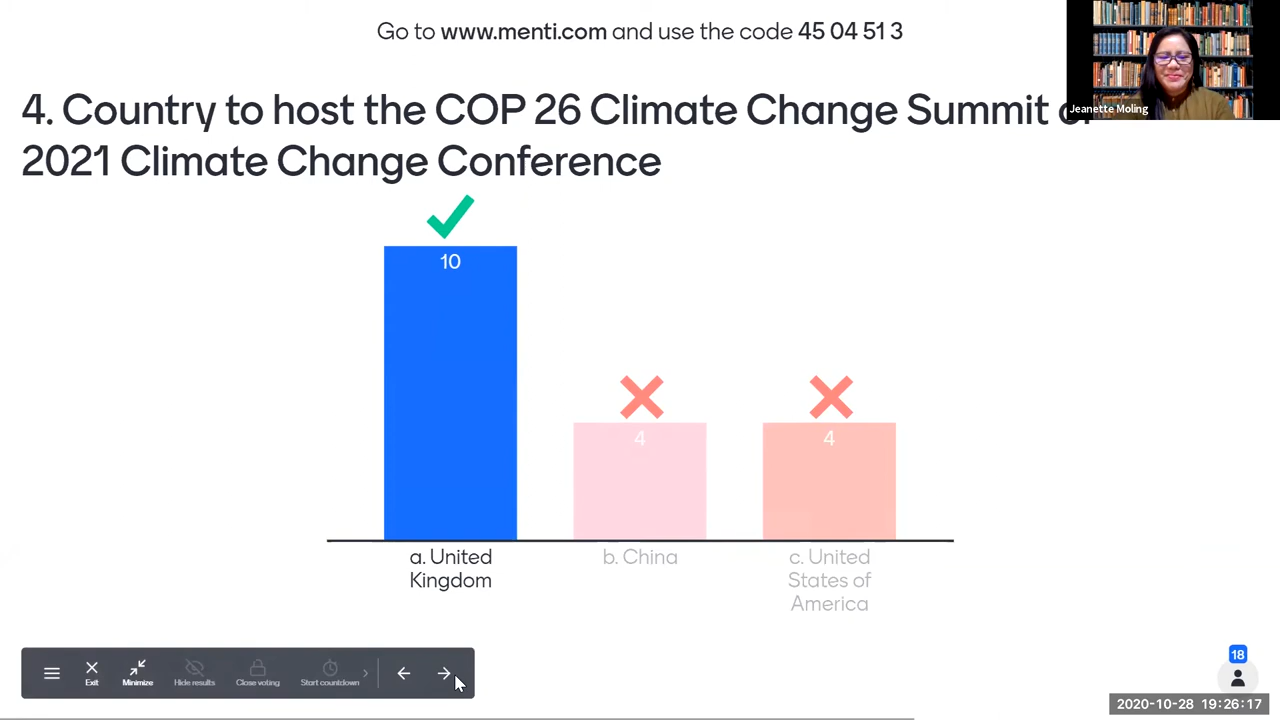 Go to www.menti.com and use the code 45 04 51 3
Jeanette Moling
4. Country to host the COP 26 Climate Change Summit or
2021 Climate Change Conference
10
4
4
a. United
Kingdom
b. China
c. United
States of
America
Exit
Minimize
Hide results
Close voting
Start countdown
18
2020-10-28 19:26:17